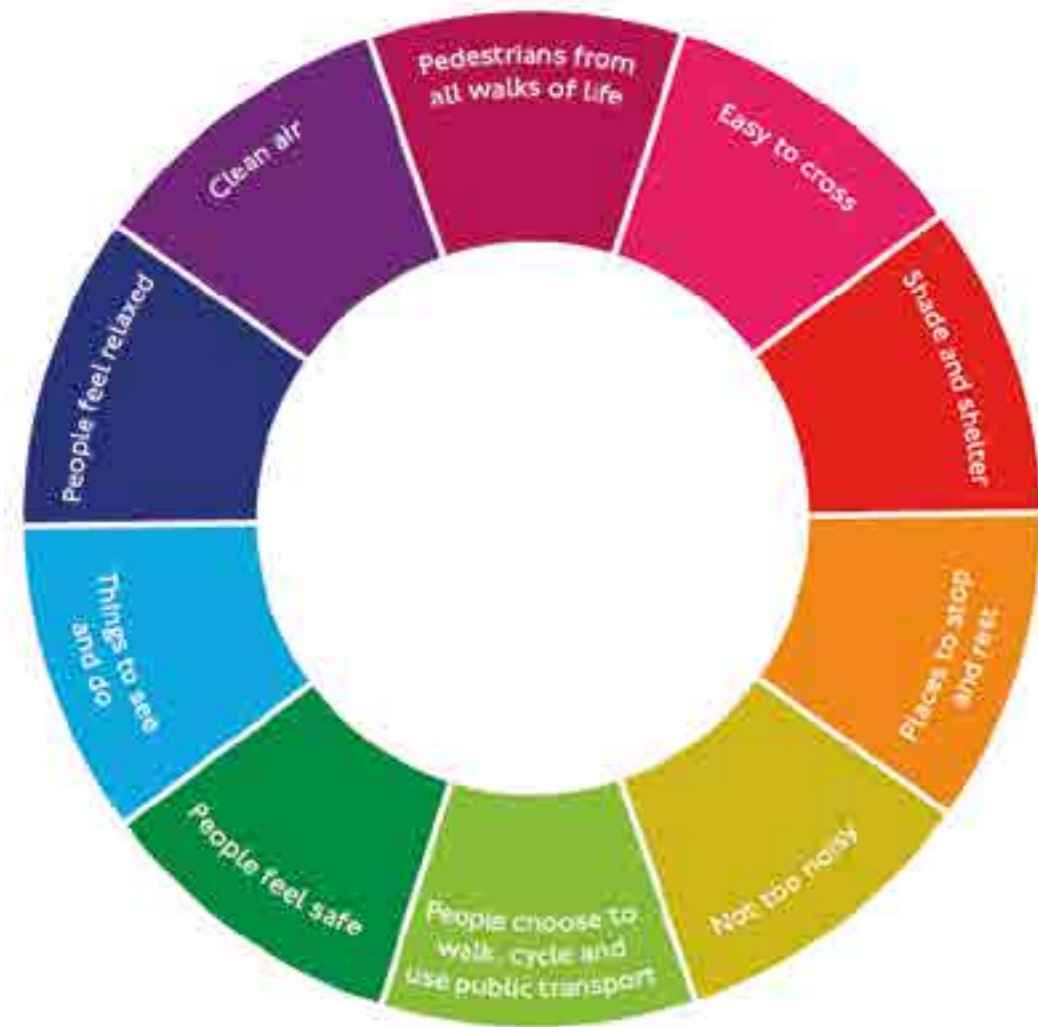 Pedestrians from
all walks of life
Easy to cross
Shade and shelter
Places to stop
and rest
Not too noisy
People choose to
walk, cycle and
use public transport
People feel safe
Things to see
and do
People feel relaxed
Clean air